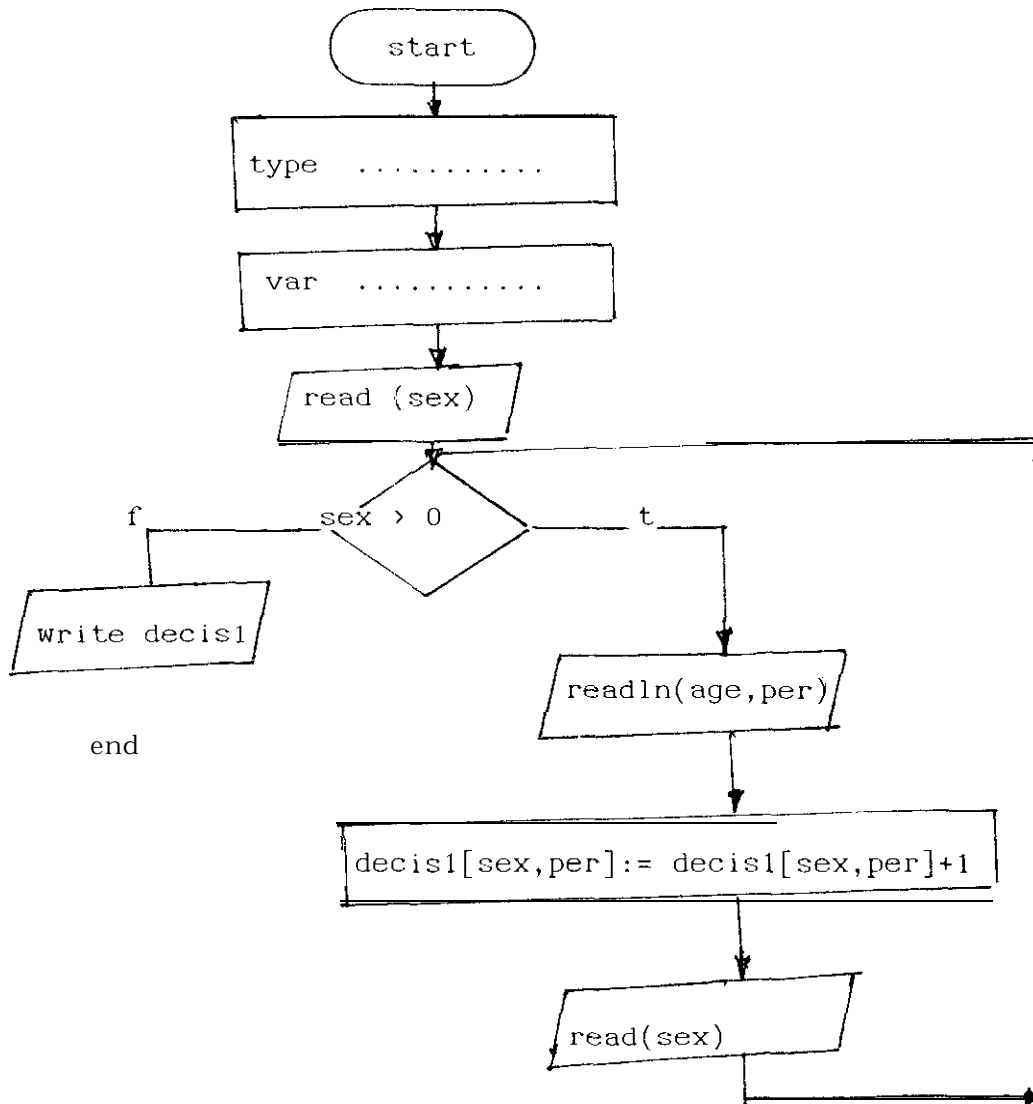 start
type ...........
var ...........
read (sex)
f
sex > 0
t
write decis1
readln(age,per)
end
decis1[sex,per]:= decis1[sex,per]+1
read(sex)